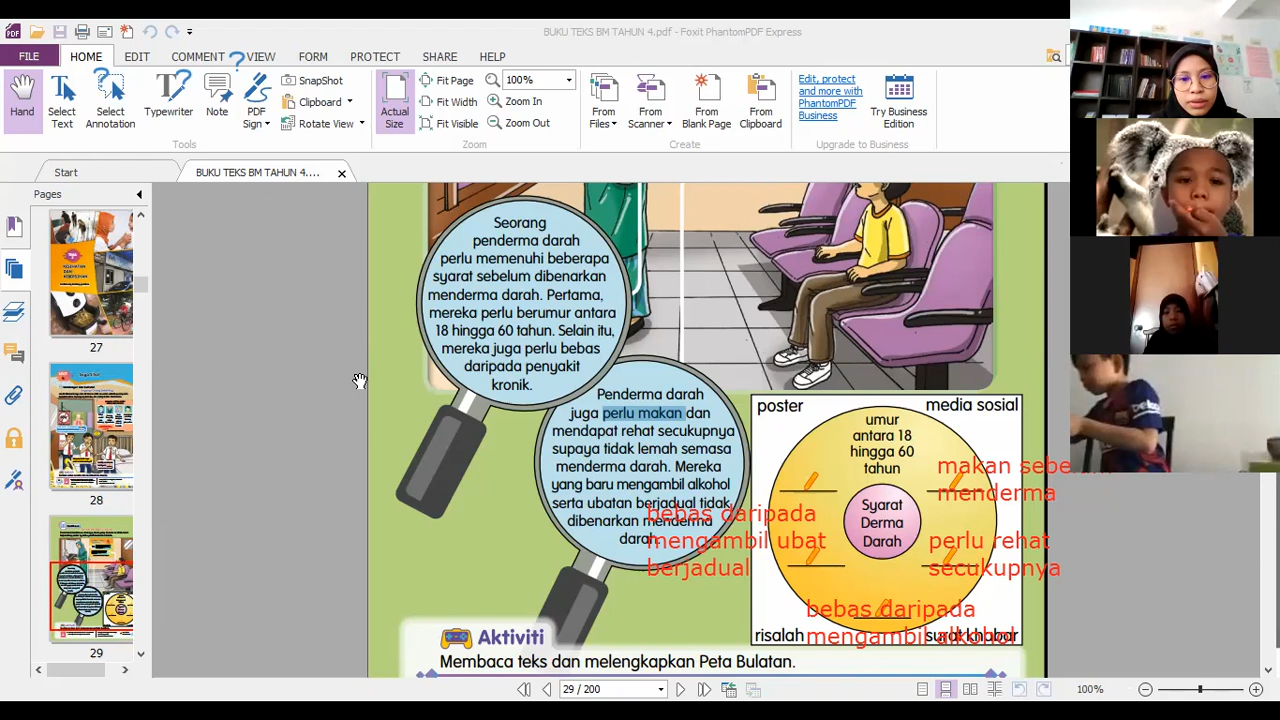 BUKU TEKS BM TAHUN 4.pdf - Foxit PhantomPDF Express
FILE HOME EDIT COMMENT VIEW FORM PROTECT SHARE HELP
Hand
Select Text
Select Annotation
Typewriter
Note
PDF Sign
SnapShot
Clipboard
Rotate View
Tools
Actual Size
Fit Page
Fit Width
Fit Visible
100%
Zoom In
Zoom Out
Zoom
From Files
From Scanner
From Blank Page
From Clipboard
Create
Edit, protect
and more with
PhantomPDF
Business
Try Business Edition
Upgrade to Business
Start
BUKU TEKS BM TAHUN 4....
Pages
27
28
29
Seorang
penderma darah
perlu memenuhi beberapa
syarat sebelum dibenarkan
menderma darah. Pertama,
mereka perlu berumur antara
18 hingga 60 tahun. Selain itu,
mereka juga perlu bebas
daripada penyakit
kronik.
Penderma darah
juga perlu makan dan
mendapat rehat secukupnya
supaya tidak lemah semasa
menderma darah. Mereka
yang baru mengambil alkohol
serta ubatan berjadual tidak
dibenarkan menderma
darah.
poster
media sosial
umur
antara 18
hingga 60
tahun
Syarat
Derma
Darah
makan sebe
menderma
bebas daripada
mengambil ubat
berjadual
perlu rehat
secukupnya
bebas daripada
mengambil alkohol
risalah
surat khabar
Aktiviti
Membaca teks dan melengkapkan Peta Bulatan.
29 / 200
100%